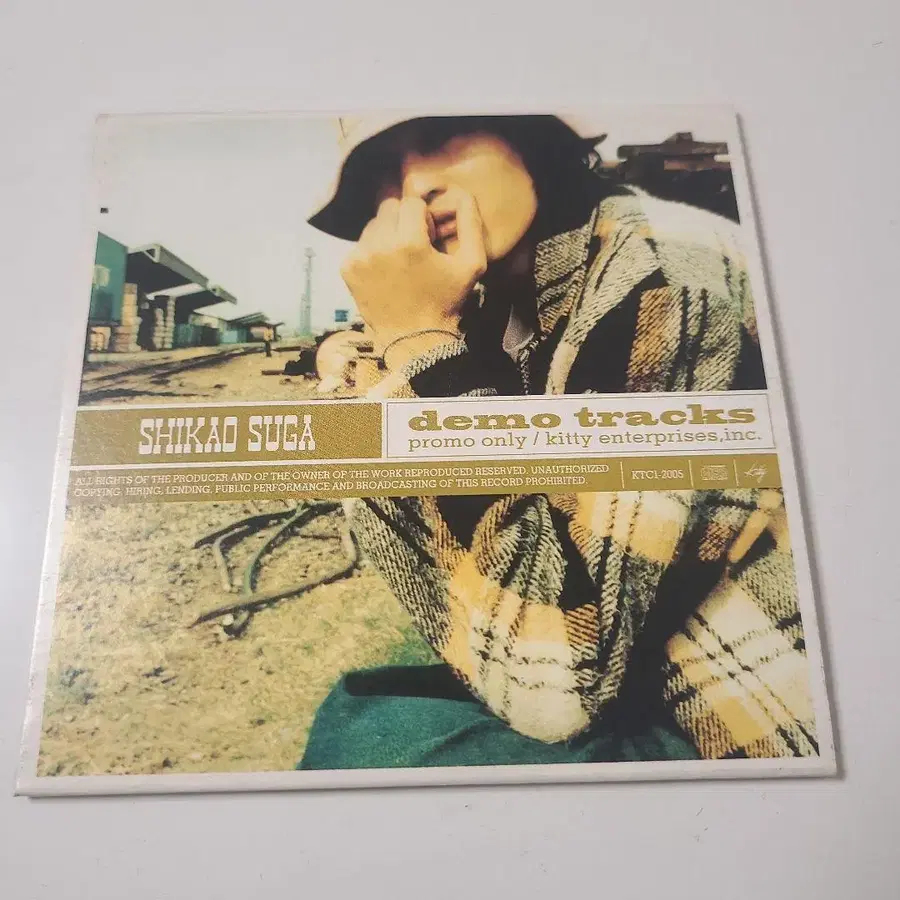 SHIKAO SUGA
demo tracks
promo only / kitty enterprises,inc.
ALL RIGHTS OF THE PRODUCER AND OF THE OWNER OF THE WORK REPRODUCED RESERVED. UNAUTHORIZED
COPYING, HIRING, LENDING, PUBLIC PERFORMANCE AND BROADCASTING OF THIS RECORD PROHIBITED.
KTC1-2005